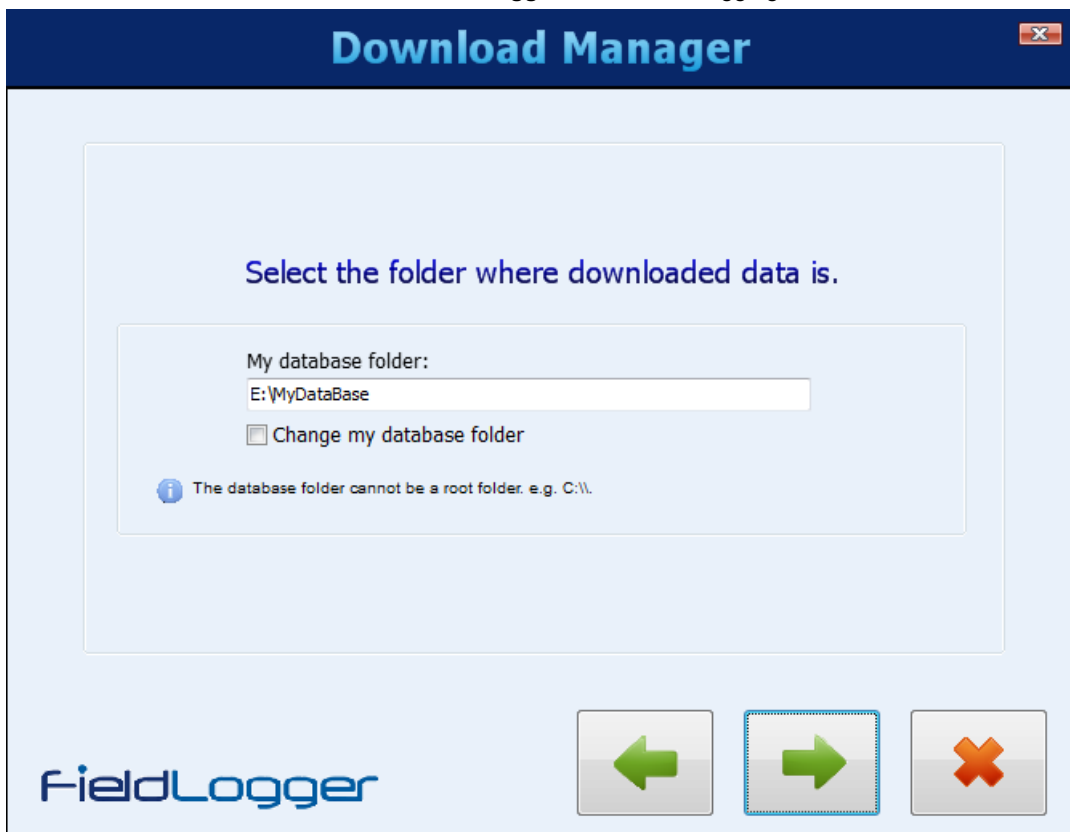 Download Manager
Select the folder where downloaded data is.
My database folder:
E:\MyDataBase
Change my database folder
The database folder cannot be a root folder. e.g. C:\\.
FieldLogger